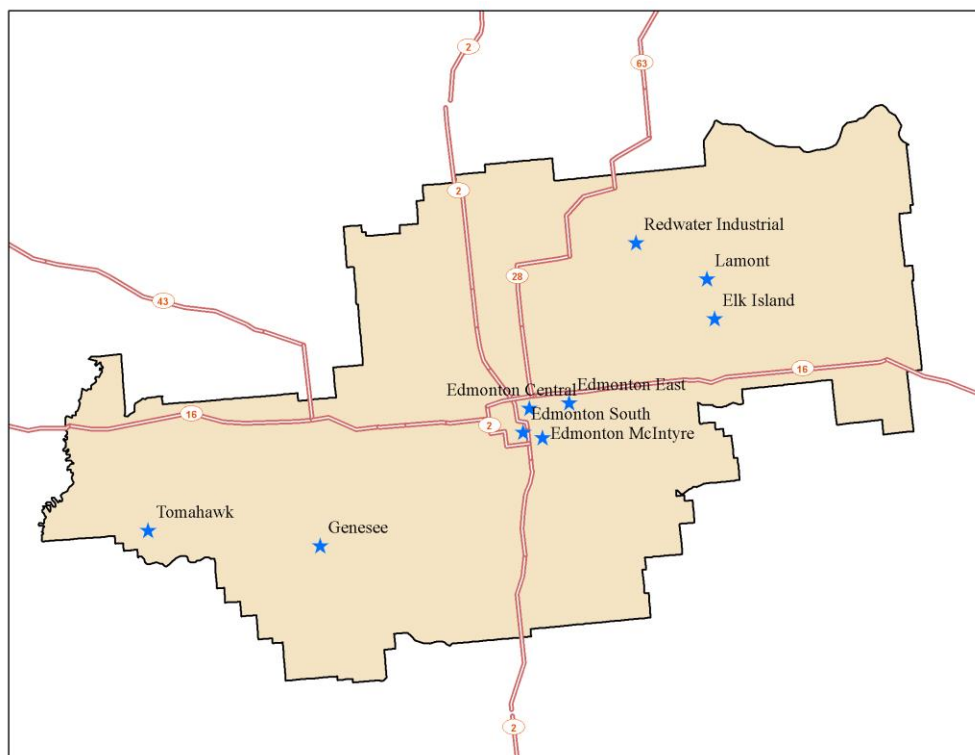 2
63
2
Redwater Industrial
Lamont
28
43
Elk Island
16
Edmonton Central
Edmonton East
16
Edmonton South
2
Edmonton McIntyre
Tomahawk
Genesee
2